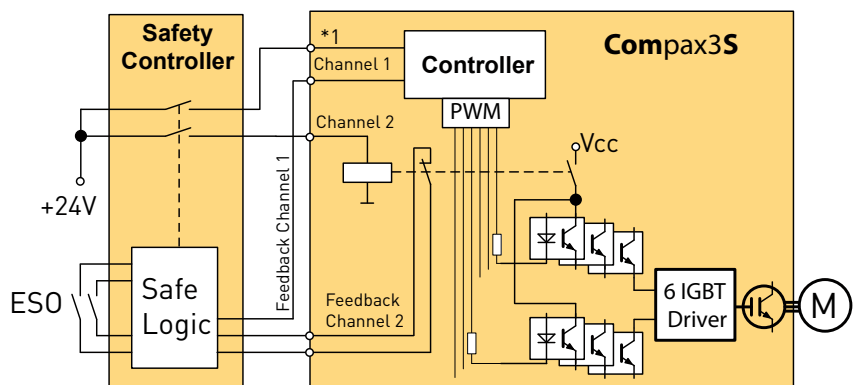 Safety
Controller
*1
Channel 1
Controller
Compax3S
PWM
Channel 2
Vcc
+24V
Feedback Channel 1
ESO
Safe
Logic
Feedback
Channel 2
6 IGBT
Driver
M